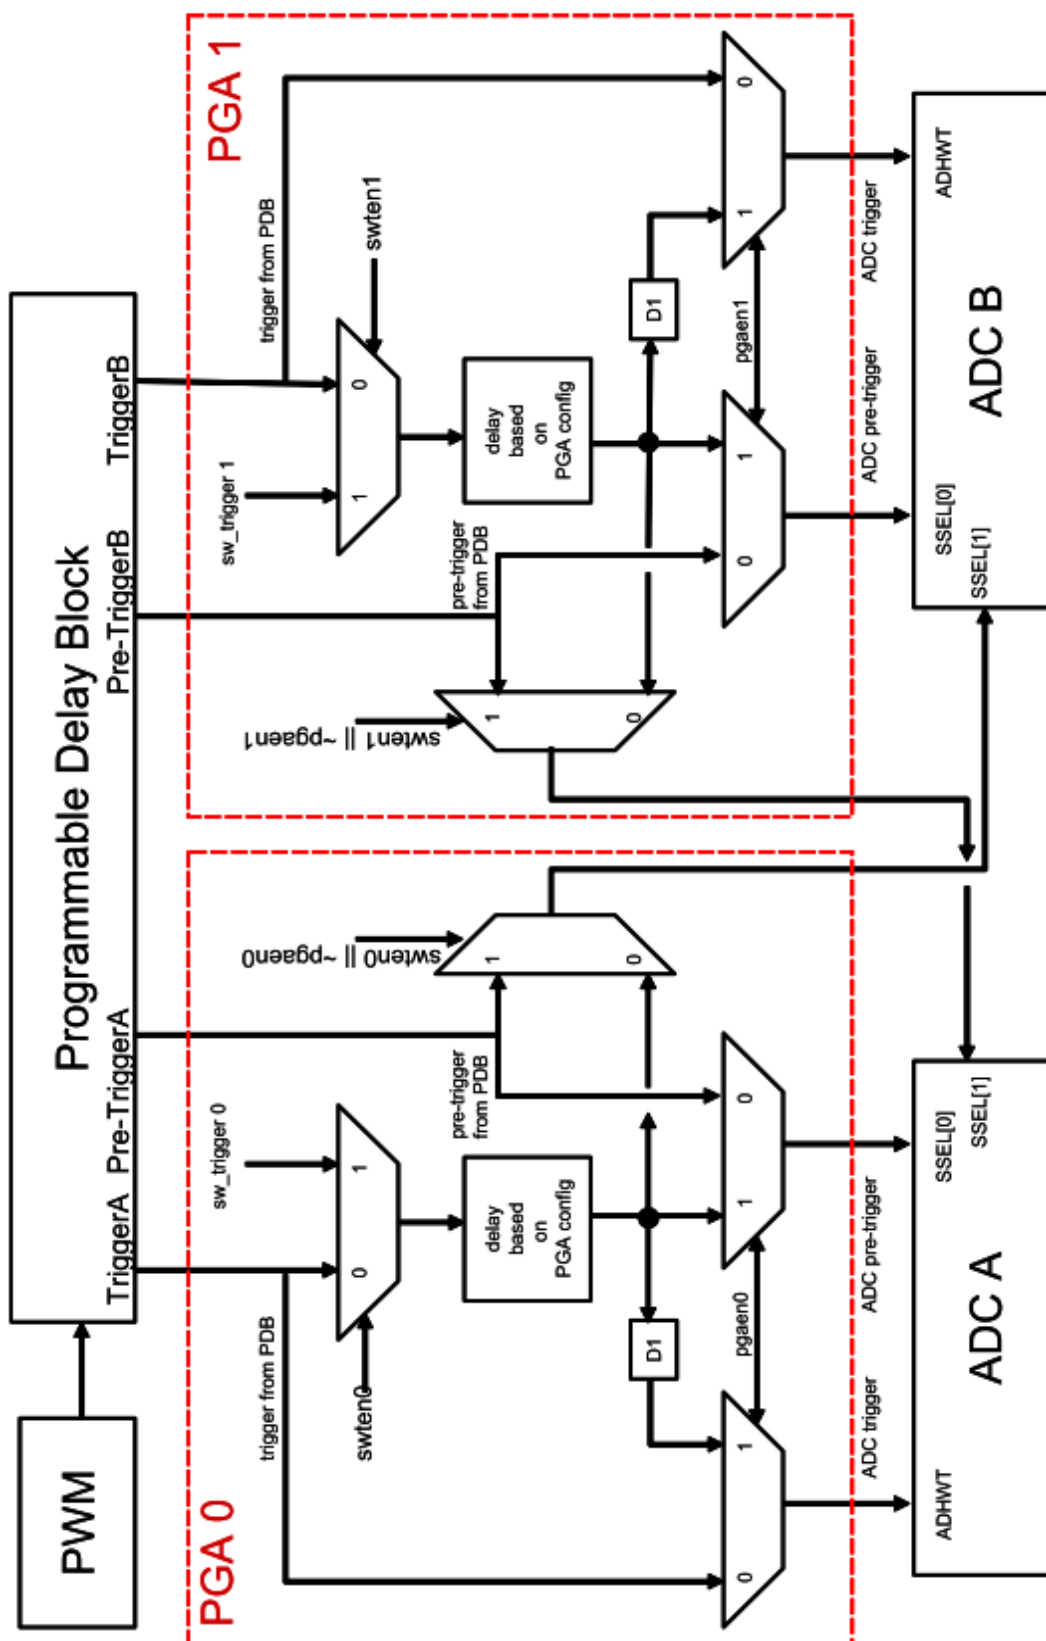 PWM
Programmable Delay Block
TriggerA
Pre-TriggerA
Pre-TriggerB
TriggerB
PGA 0
trigger from PDB
swten0
sw_trigger 0
0
1
delay
based
on
PGA config
pre-trigger
from PDB
swten0 || ~pgaen0
1
0
D1
0
1
pgaen0
1
0
ADC trigger
ADC pre-trigger
ADHWT
SSEL[0]
SSEL[1]
ADC A
PGA 1
swten1 || ~pgaen1
1
0
pre-trigger
from PDB
sw_trigger 1
1
0
swten1
trigger from PDB
delay
based
on
PGA config
D1
0
1
pgaen1
1
0
ADC pre-trigger
ADC trigger
SSEL[1]
SSEL[0]
ADHWT
ADC B